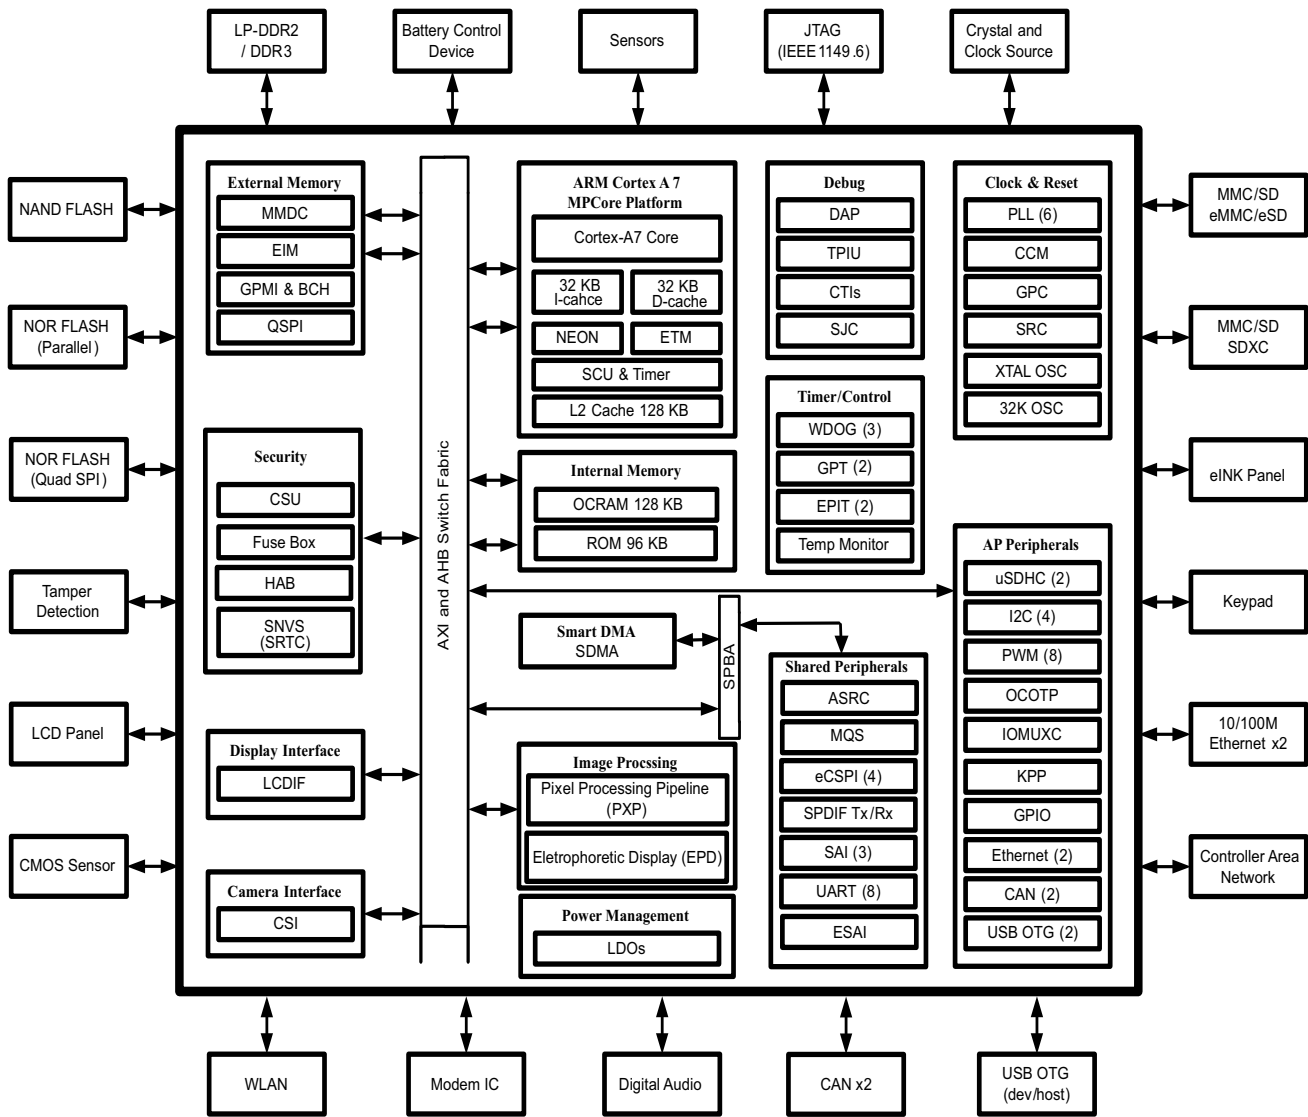 LP-DDR2
/ DDR3
Battery Control
Device
Sensors
JTAG
(IEEE 1149.6)
Crystal and
Clock Source
NAND FLASH
NOR FLASH
(Parallel)
NOR FLASH
(Quad SPI)
Tamper
Detection
LCD Panel
CMOS Sensor
External Memory
MMDC
EIM
GPMI & BCH
QSPI
Security
CSU
Fuse Box
HAB
SNVS
(SRTC)
Display Interface
LCDIF
Camera Interface
CSI
AXI and AHB Switch Fabric
ARM Cortex A 7
MPCore Platform
Cortex-A7 Core
32 KB
I-cahce
32 KB
D-cache
NEON
ETM
SCU & Timer
L2 Cache 128 KB
Internal Memory
OCRAM 128 KB
ROM 96 KB
Smart DMA
SDMA
SPBA
Image Procssing
Pixel Processing Pipeline
(PXP)
Eletrophoretic Display (EPD)
Power Management
LDOs
Debug
DAP
TPIU
CTIs
SJC
Timer/Control
WDOG (3)
GPT (2)
EPIT (2)
Temp Monitor
Shared Peripherals
ASRC
MQS
eCSPI (4)
SPDIF Tx/Rx
SAI (3)
UART (8)
ESAI
Clock & Reset
PLL (6)
CCM
GPC
SRC
XTAL OSC
32K OSC
AP Peripherals
uSDHC (2)
I2C (4)
PWM (8)
OCOTP
IOMUXC
KPP
GPIO
Ethernet (2)
CAN (2)
USB OTG (2)
MMC/SD
eMMC/eSD
MMC/SD
SDXC
eINK Panel
Keypad
10/100M
Ethernet x2
Controller Area
Network
WLAN
Modem IC
Digital Audio
CAN x2
USB OTG
(dev/host)